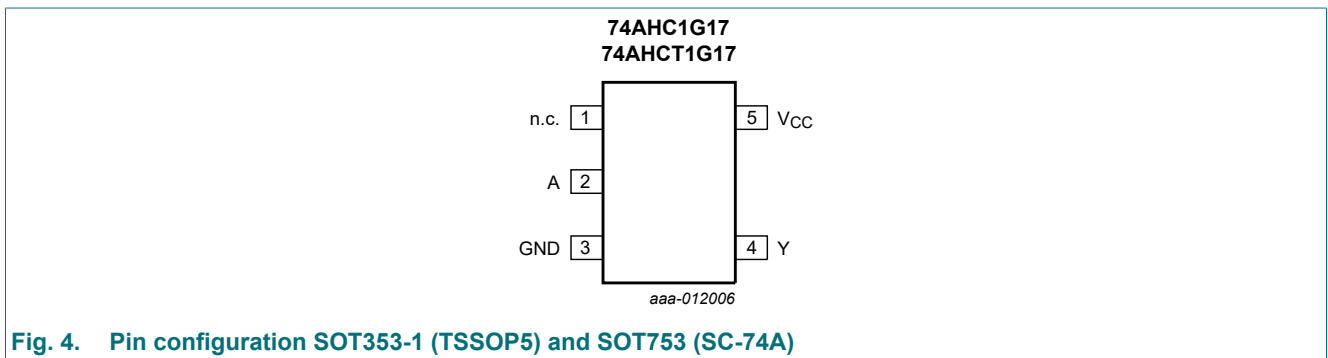 74AHC1G17
74AHCT1G17
n.c. 1
5 VCC
A 2
GND 3
4 Y
aaa-012006
Fig. 4. Pin configuration SOT353-1 (TSSOP5) and SOT753 (SC-74A)